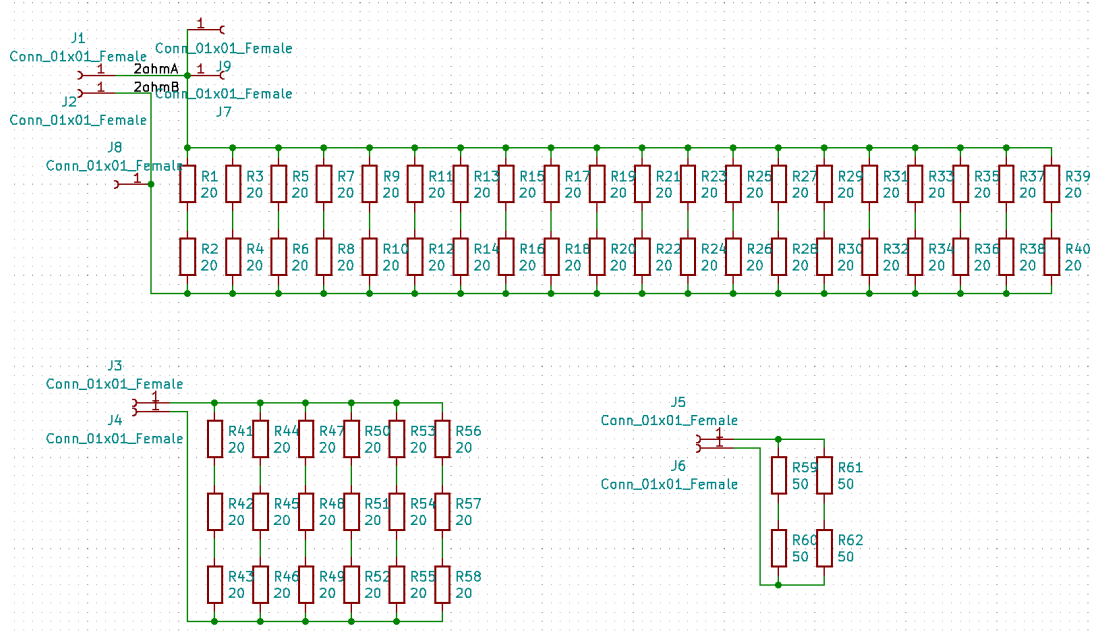 1
J1
Conn_01x01_Female
Conn_01x01_Female
J9
1
2ohmA
1
1
2ohmB
Conn_01x01_Female
J2
J7
Conn_01x01_Female
J8
Conn_01x01_Female
1
R1 R3 R5 R7 R9 R11 R13 R15 R17 R19 R21 R23 R25 R27 R29 R31 R33 R35 R37 R39
20 20 20 20 20 20 20 20 20 20 20 20 20 20 20 20 20 20 20 20
R2 R4 R6 R8 R10 R12 R14 R16 R18 R20 R22 R24 R26 R28 R30 R32 R34 R36 R38 R40
20 20 20 20 20 20 20 20 20 20 20 20 20 20 20 20 20 20 20 20
J3
Conn_01x01_Female
1
1
J4
Conn_01x01_Female
R41 R44 R47 R50 R53 R56
20 20 20 20 20 20
R42 R45 R48 R51 R54 R57
20 20 20 20 20 20
R43 R46 R49 R52 R55 R58
20 20 20 20 20 20
J5
Conn_01x01_Female
1
1
J6
Conn_01x01_Female
R59 R61
50 50
R60 R62
50 50